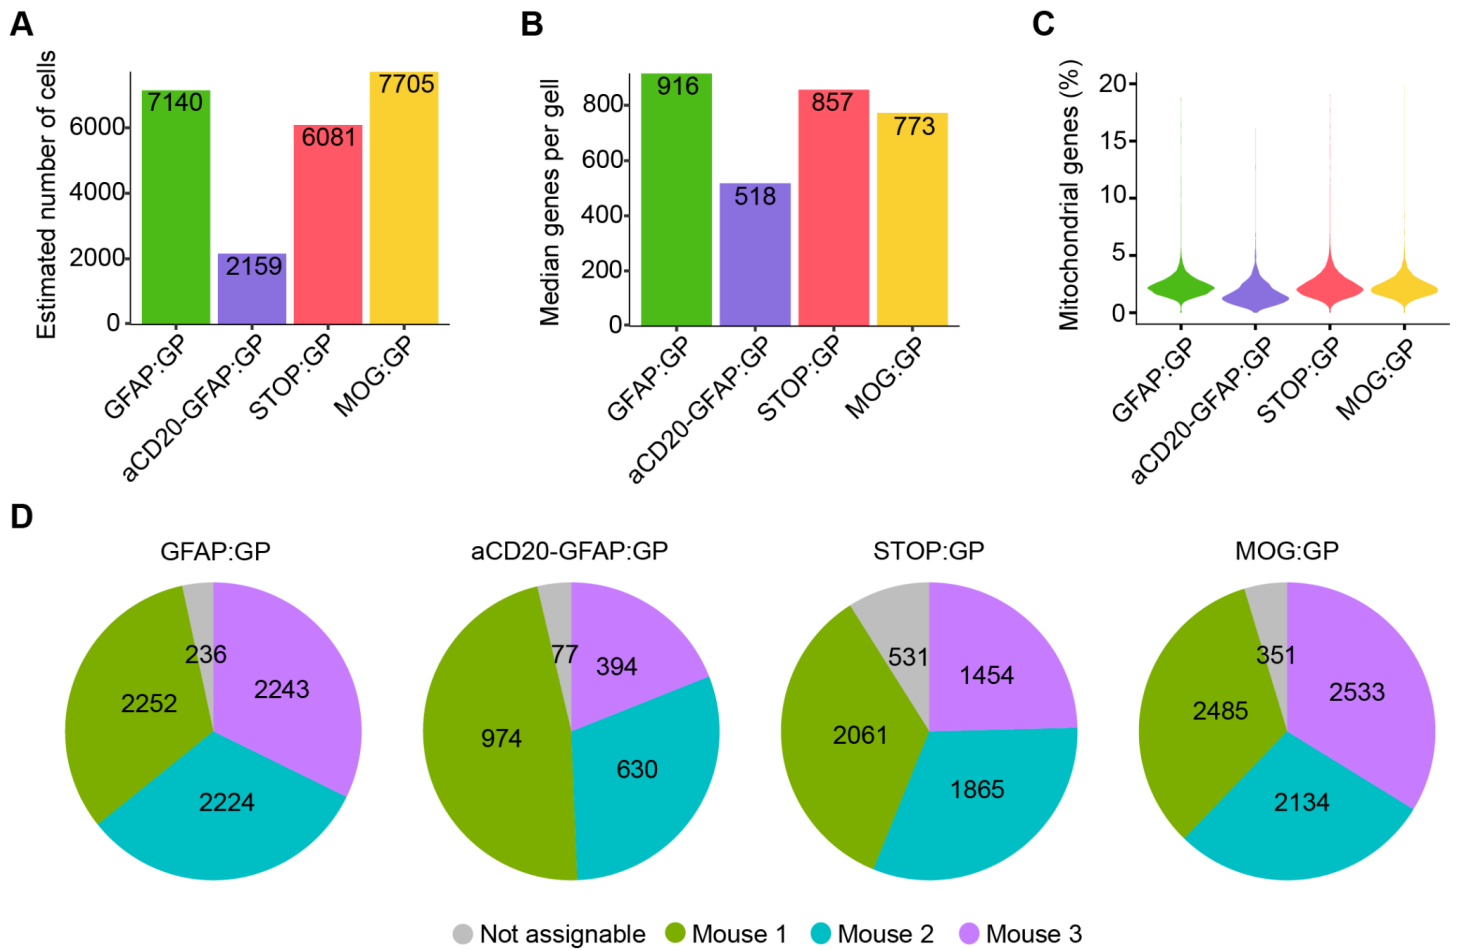 A
B
C
Estimated number of cells
6000
4000
2000
0
7140
2159
6081
7705
GFAP:GP
aCD20-GFAP:GP
STOP:GP
MOG:GP
Median genes per gell
800
600
400
200
0
916
518
857
773
GFAP:GP
aCD20-GFAP:GP
STOP:GP
MOG:GP
Mitochondrial genes (%)
20
15
10
5
0
GFAP:GP
aCD20-GFAP:GP
STOP:GP
MOG:GP
D
GFAP:GP
236
2252
2243
2224
aCD20-GFAP:GP
77
394
974
630
STOP:GP
531
1454
2061
1865
MOG:GP
351
2533
2485
2134
Not assignable
Mouse 1
Mouse 2
Mouse 3